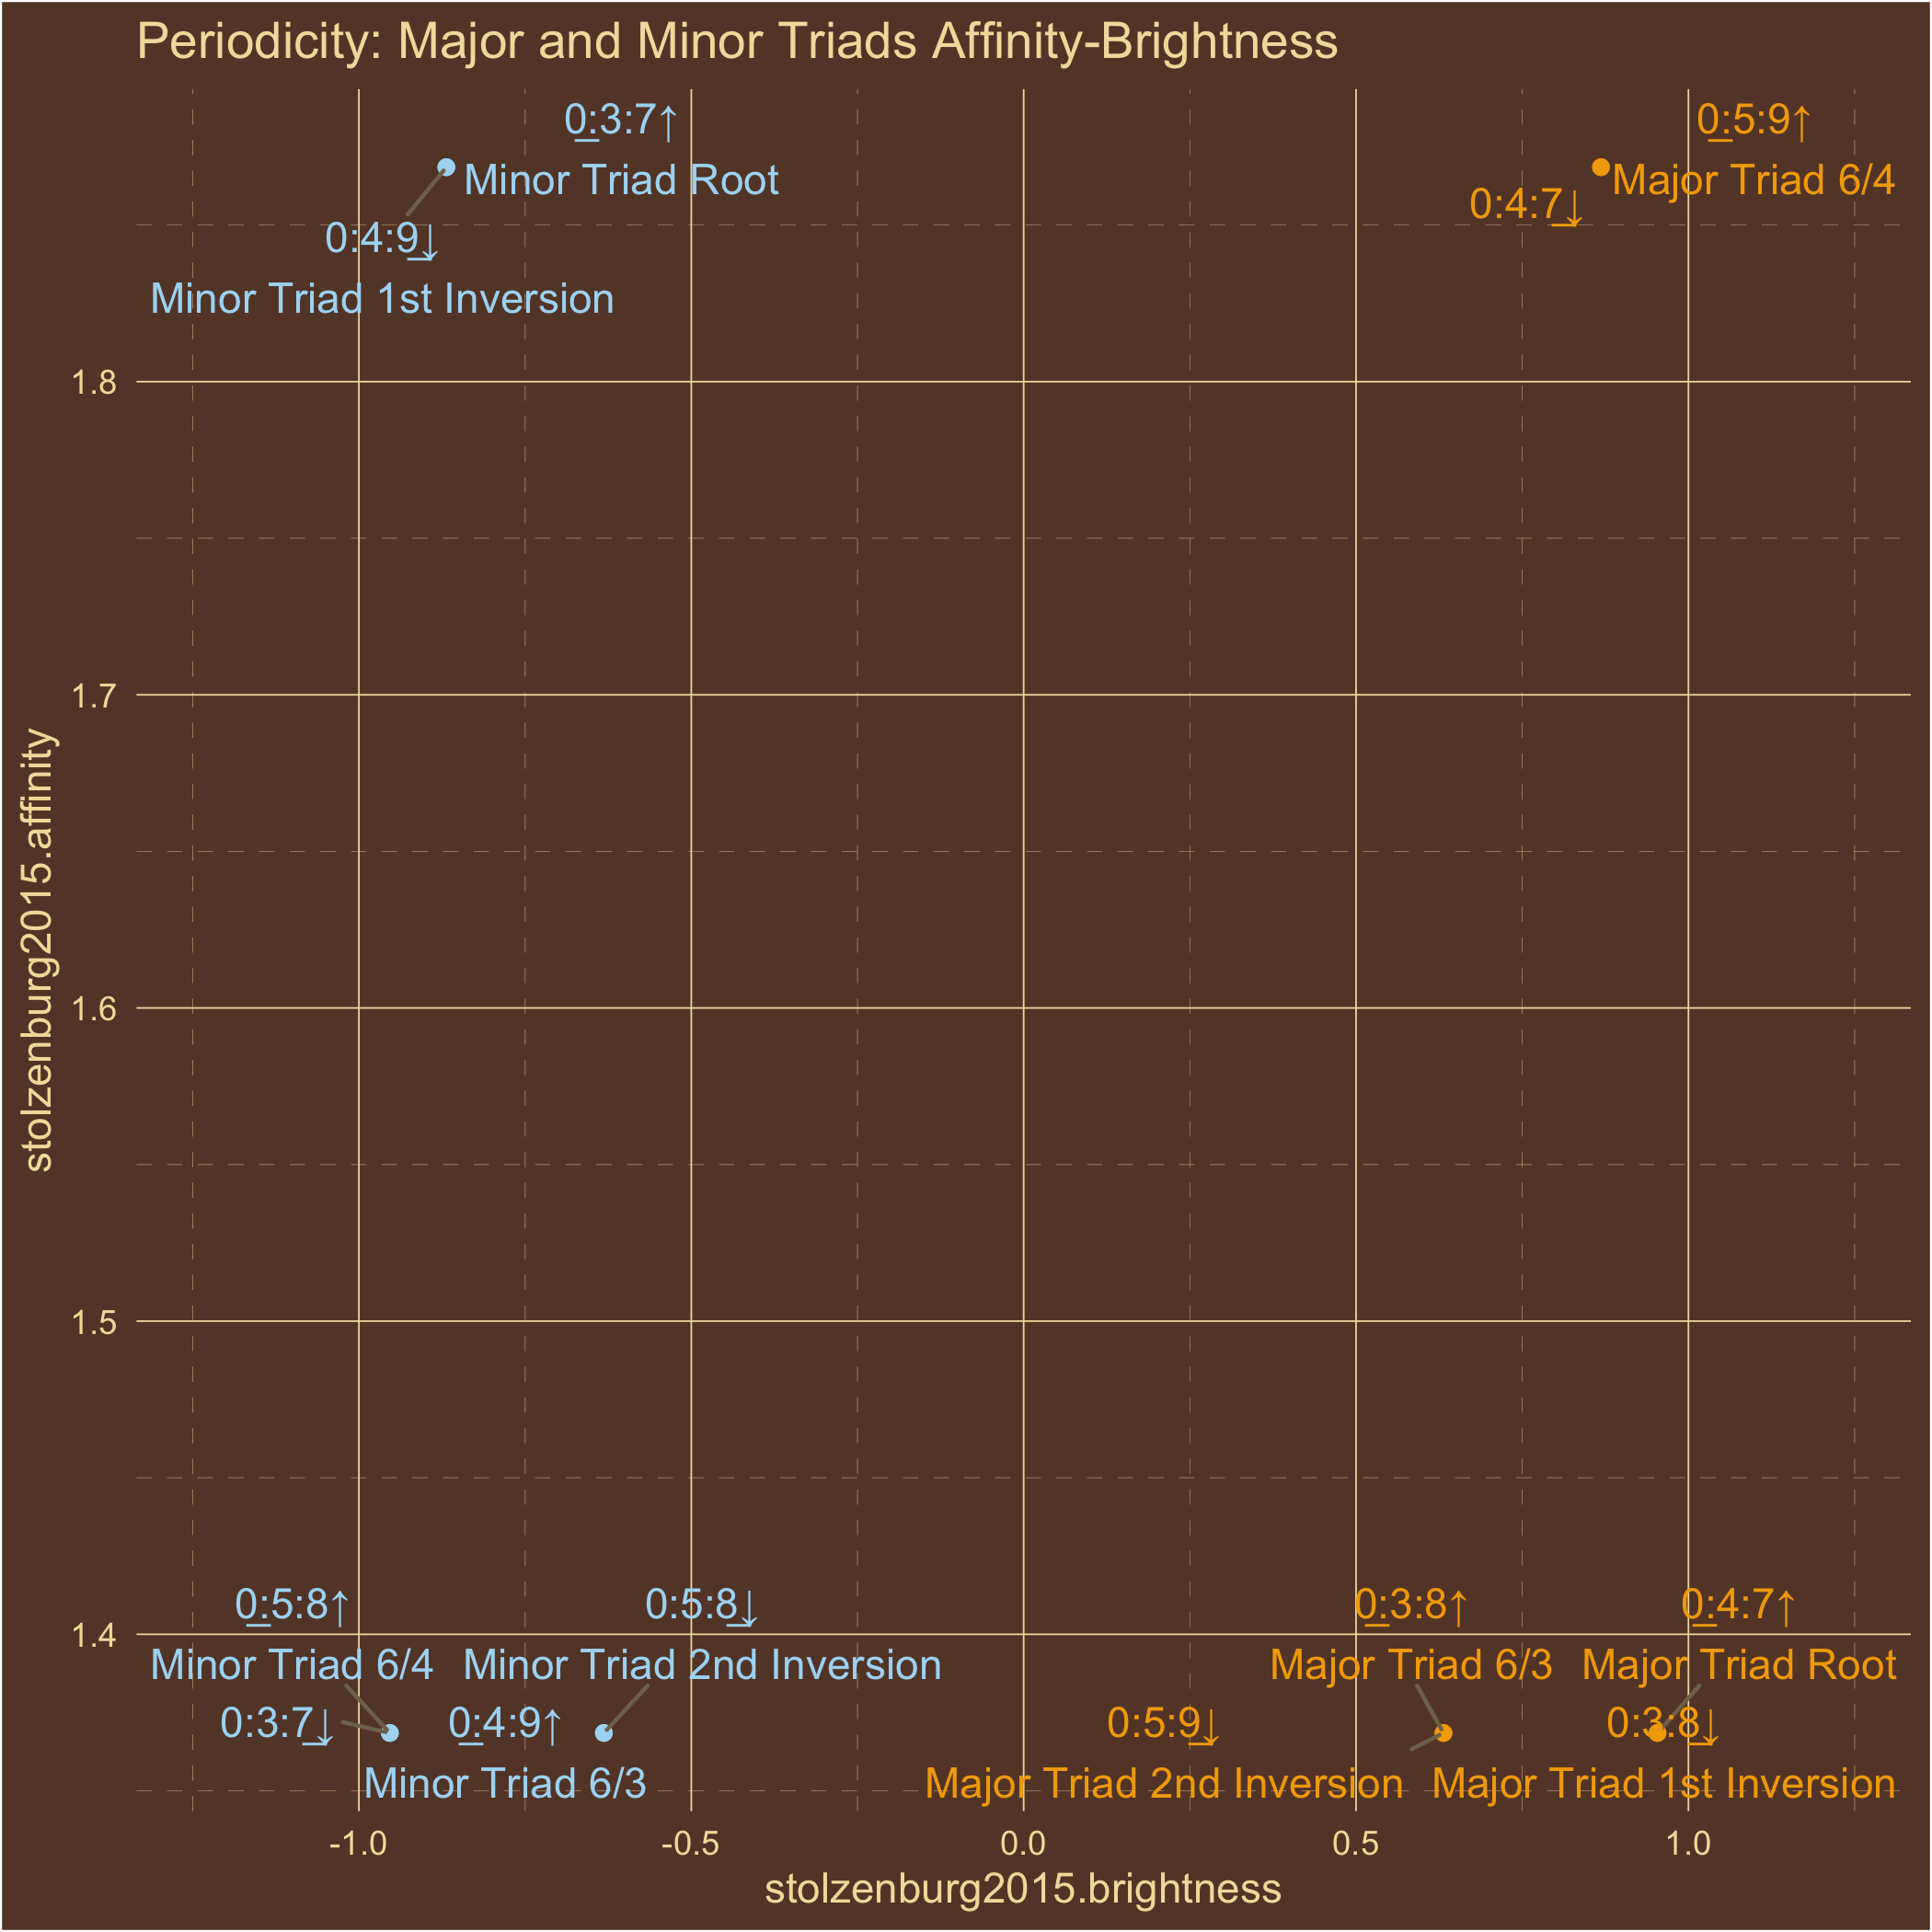 Periodicity: Major and Minor Triads Affinity-Brightness
0:3:7↑
Minor Triad Root
0:4:9↓
Minor Triad 1st Inversion
0:5:9↑
Major Triad 6/4
0:4:7↓
1.8
1.7
1.6
1.5
1.4
stolzenburg2015.affinity
0:5:8↑
Minor Triad 6/4
0:5:8↓
Minor Triad 2nd Inversion
0:3:8↑
Major Triad 6/3
0:4:7↑
Major Triad Root
0:3:7↓
0:4:9↑
Minor Triad 6/3
0:5:9↓
Major Triad 2nd Inversion
0:3:8↓
Major Triad 1st Inversion
-1.0
-0.5
0.0
0.5
1.0
stolzenburg2015.brightness